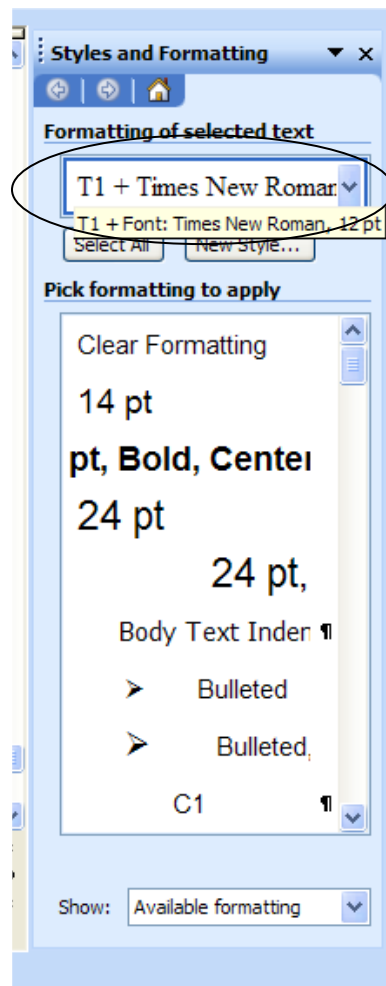 Styles and Formatting
Formatting of selected text
T1 + Times New Roman
T1 + Font: Times New Roman, 12 pt
Select All New Style...
Pick formatting to apply
Clear Formatting
14 pt
pt, Bold, Center
24 pt
24 pt,
Body Text Inden ¶
➢ Bulleted
➢ Bulleted,
C1 ¶
Show: Available formatting